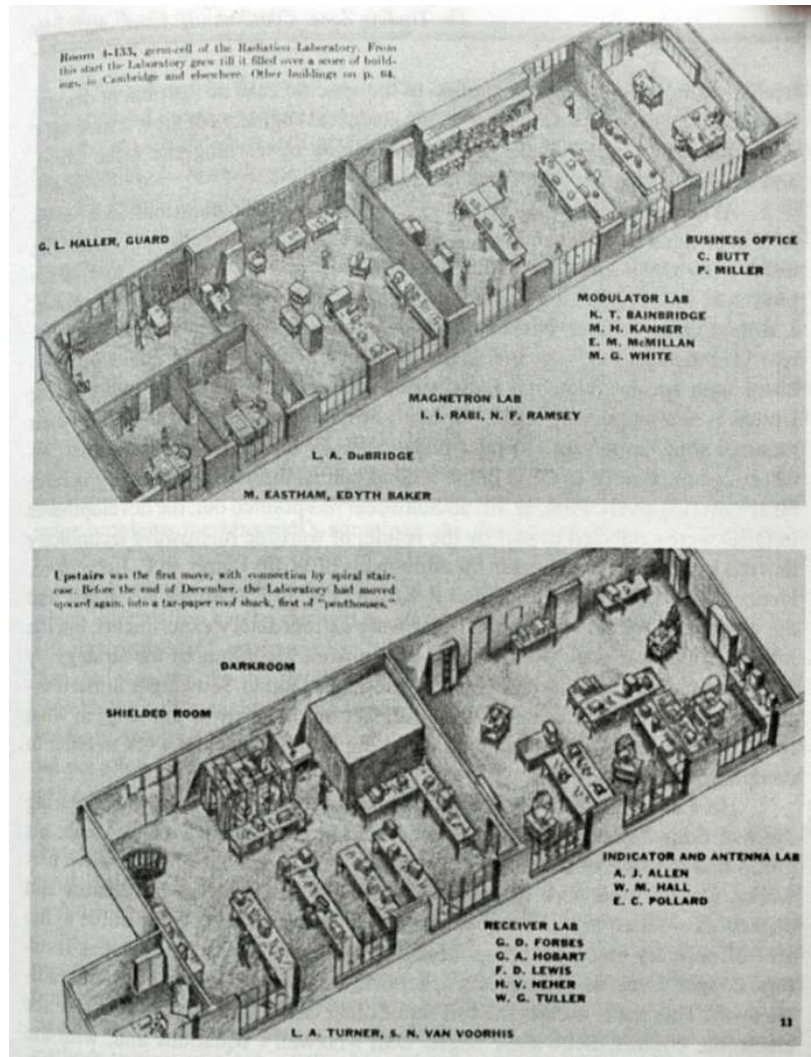 Room 4-133, germ-cell of the Radiation Laboratory. From
this start the Laboratory grew till it filled over a score of build-
ings, in Cambridge and elsewhere. Other buildings on p. 64.
G. L. HALLER, GUARD
BUSINESS OFFICE
C. BUTT
P. MILLER
MODULATOR LAB
K. T. BAINBRIDGE
M. H. KANNER
E. M. McMILLAN
M. G. WHITE
MAGNETRON LAB
I. I. RABI, N. F. RAMSEY
L. A. DuBRIDGE
M. EASTHAM, EDYTH BAKER
Upstairs was the first move, with connection by spiral stair-
case. Before the end of December, the Laboratory had moved
upward again, into a tar-paper roof shack, first of "penthouses."
DARKROOM
SHIELDED ROOM
INDICATOR AND ANTENNA LAB
A. J. ALLEN
W. M. HALL
E. C. POLLARD
RECEIVER LAB
G. D. FORBES
G. A. HOBART
F. D. LEWIS
H. V. NEHER
W. G. TULLER
L. A. TURNER, S. N. VAN VOORHIS
11